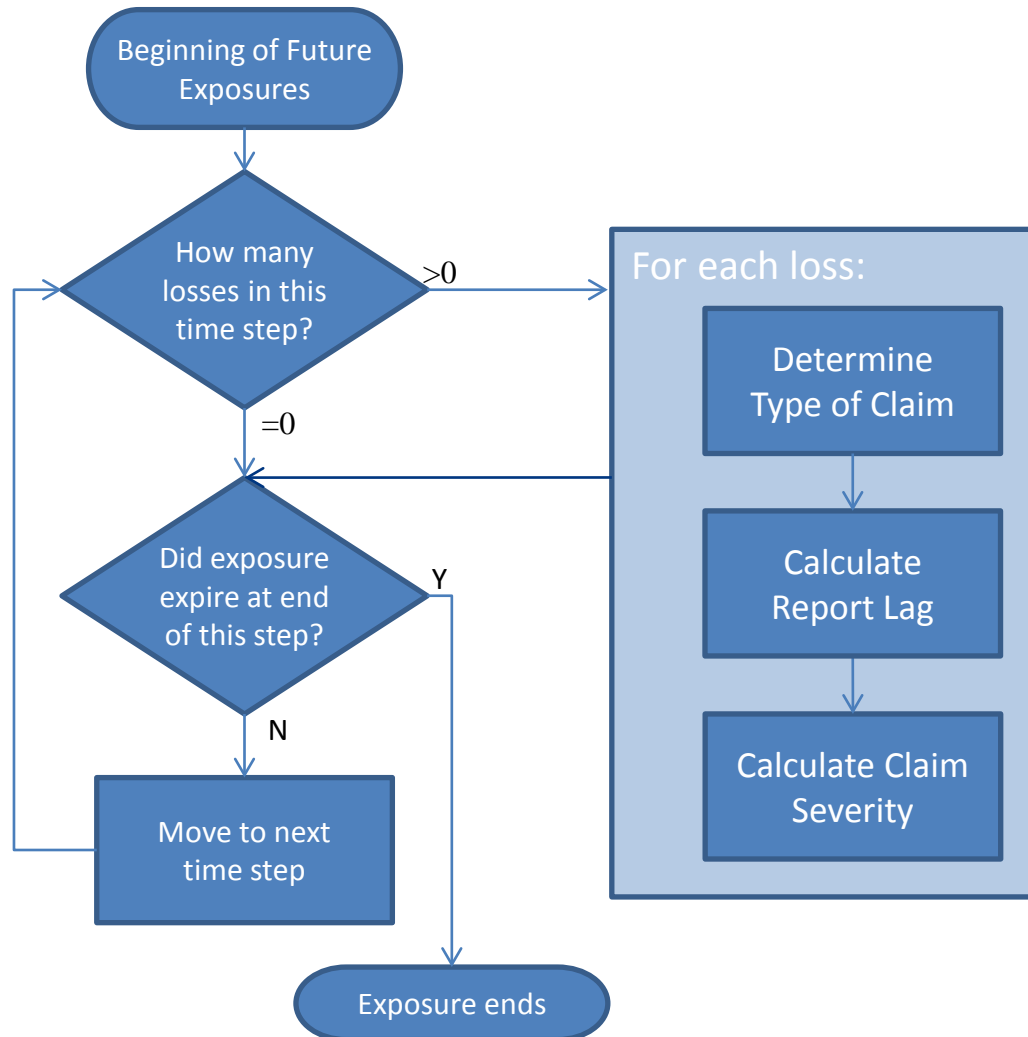 Beginning of Future
Exposures
How many
losses in this
time step?
>0
=0
For each loss:
Determine
Type of Claim
Calculate
Report Lag
Calculate Claim
Severity
Did exposure
expire at end
of this step?
Y
N
Move to next
time step
Exposure ends